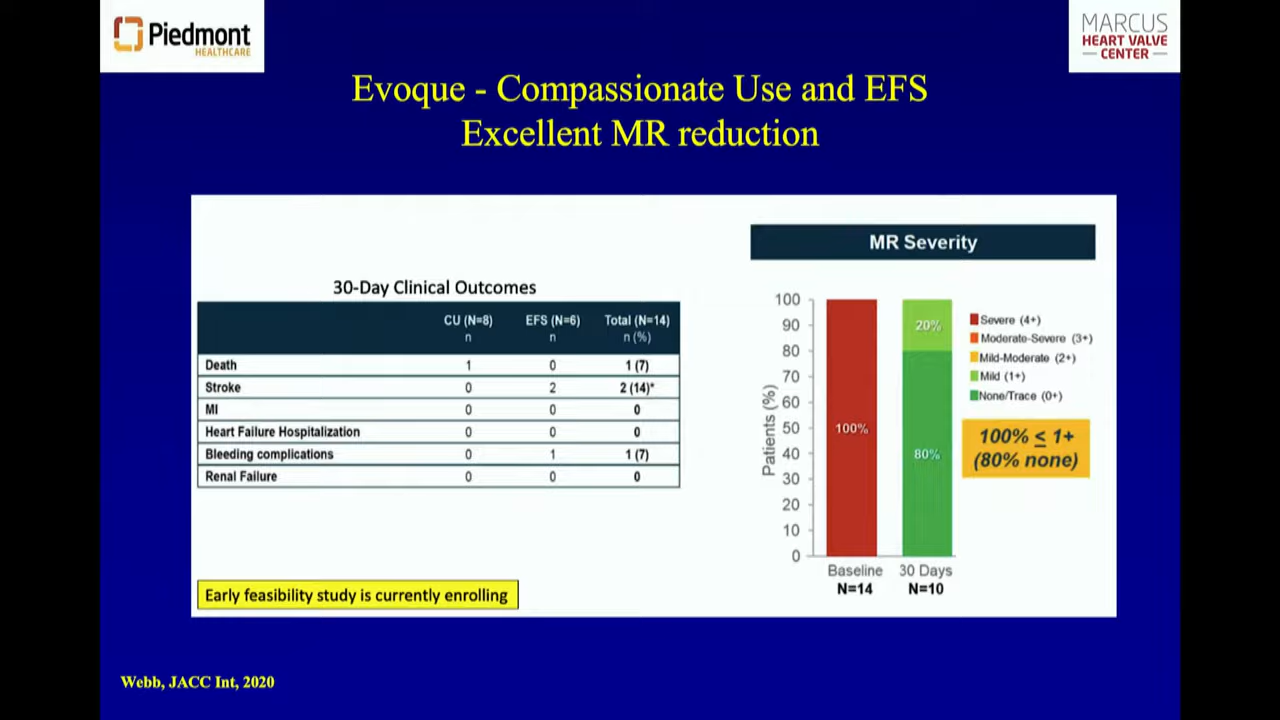 Piedmont
HEALTHCARE
MARCUS
HEART VALVE
CENTER
Evoque - Compassionate Use and EFS
Excellent MR reduction
30-Day Clinical Outcomes
CU (N=8) EFS (N=6) Total (N=14)
n n n (%)
Death 1 0 1 (7)
Stroke 0 2 2 (14)*
MI 0 0 0
Heart Failure Hospitalization 0 0 0
Bleeding complications 0 1 1 (7)
Renal Failure 0 0 0
Early feasibility study is currently enrolling
MR Severity
Patients (%)
100
90
80
70
60
50
40
30
20
10
0
100%
20%
80%
Baseline 30 Days
N=14 N=10
Severe (4+)
Moderate-Severe (3+)
Mild-Moderate (2+)
Mild (1+)
None/Trace (0+)
100% ≤ 1+
(80% none)
Webb, JACC Int, 2020